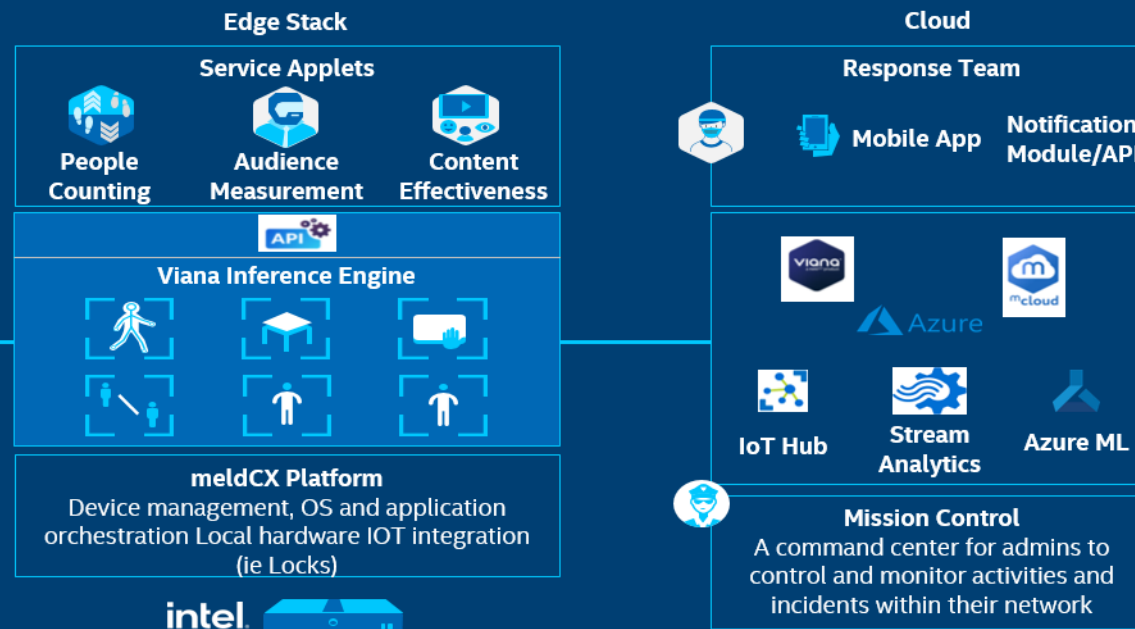 Edge Stack
Service Applets
People
Counting
Audience
Measurement
Content
Effectiveness
API
Viana Inference Engine
meldCX Platform
Device management, OS and application
orchestration Local hardware IOT integration
(ie Locks)
intel.
Cloud
Response Team
Mobile App
Notification
Module/API
viana
mcloud
Azure
IoT Hub
Stream
Analytics
Azure ML
Mission Control
A command center for admins to
control and monitor activities and
incidents within their network